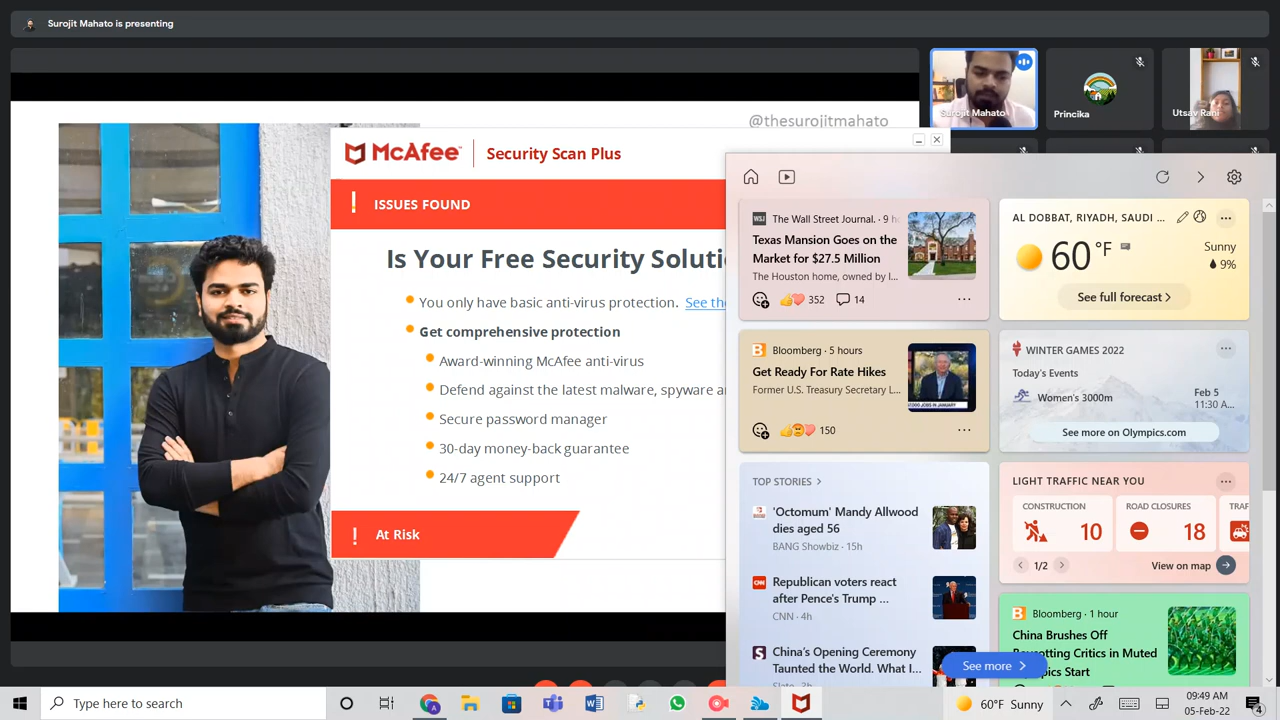 Surojit Mahato is presenting
@thesurojitmahato
Surojit Mahato
Princika
Utsav Rani
McAfee™
Security Scan Plus
ISSUES FOUND
Is Your Free Security
You only have basic anti-virus protection. See
Get comprehensive protection
Award-winning McAfee anti-virus
Defend against the latest malware, spyware
Secure password manager
30-day money-back guarantee
24/7 agent support
At Risk
WSJ
The Wall Street Journal. · 9
Texas Mansion Goes on the
Market for $27.5 Million
The Houston home, owned by
352
14
AL DOBBAT, RIYADH, SAUDI ...
60 °F
Sunny
9%
See full forecast
B
Bloomberg · 5 hours
Get Ready For Rate Hikes
Former U.S. Treasury Secretary L...
,000 JOBS IN JANUARY
150
WINTER GAMES 2022
Today's Events
Women's 3000m
Feb 5
11:30 A...
See more on Olympics.com
TOP STORIES
'Octomum' Mandy Allwood
dies aged 56
BANG Showbiz · 15h
CNN
Republican voters react
after Pence's Trump ...
CNN · 4h
S
China's Opening Ceremony
Taunted the World. What I...
See more
LIGHT TRAFFIC NEAR YOU
CONSTRUCTION
10
ROAD CLOSURES
18
1/2
View on map
B
Bloomberg · 1 hour
China Brushes Off
Critics in Muted
Start
Type here to search
60°F Sunny
09:49 AM
05-Feb-22
4